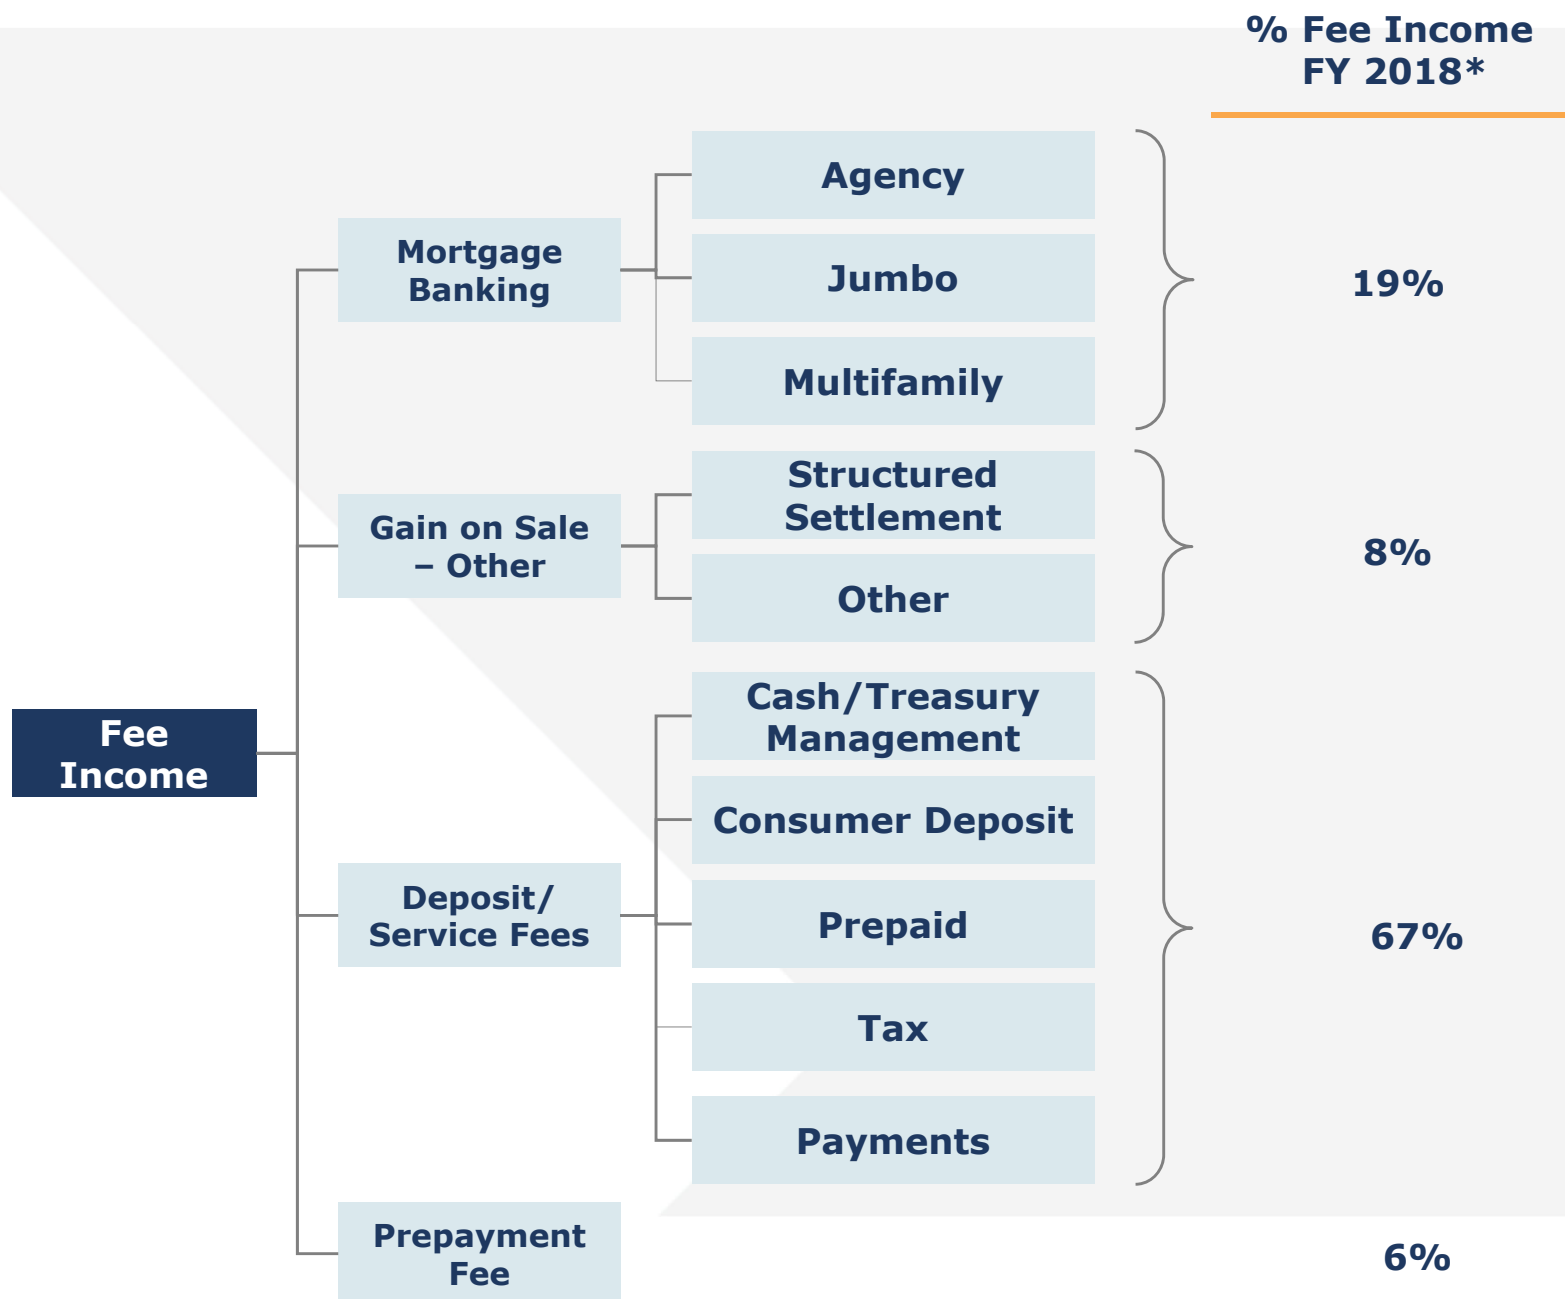 % Fee Income
FY 2018*
Agency
Mortgage
Banking
Jumbo
19%
Multifamily
Structured
Settlement
Gain on Sale
– Other
8%
Other
Cash/Treasury
Management
Fee
Income
Consumer Deposit
Deposit/
Service Fees
Prepaid
67%
Tax
Payments
Prepayment
Fee
6%